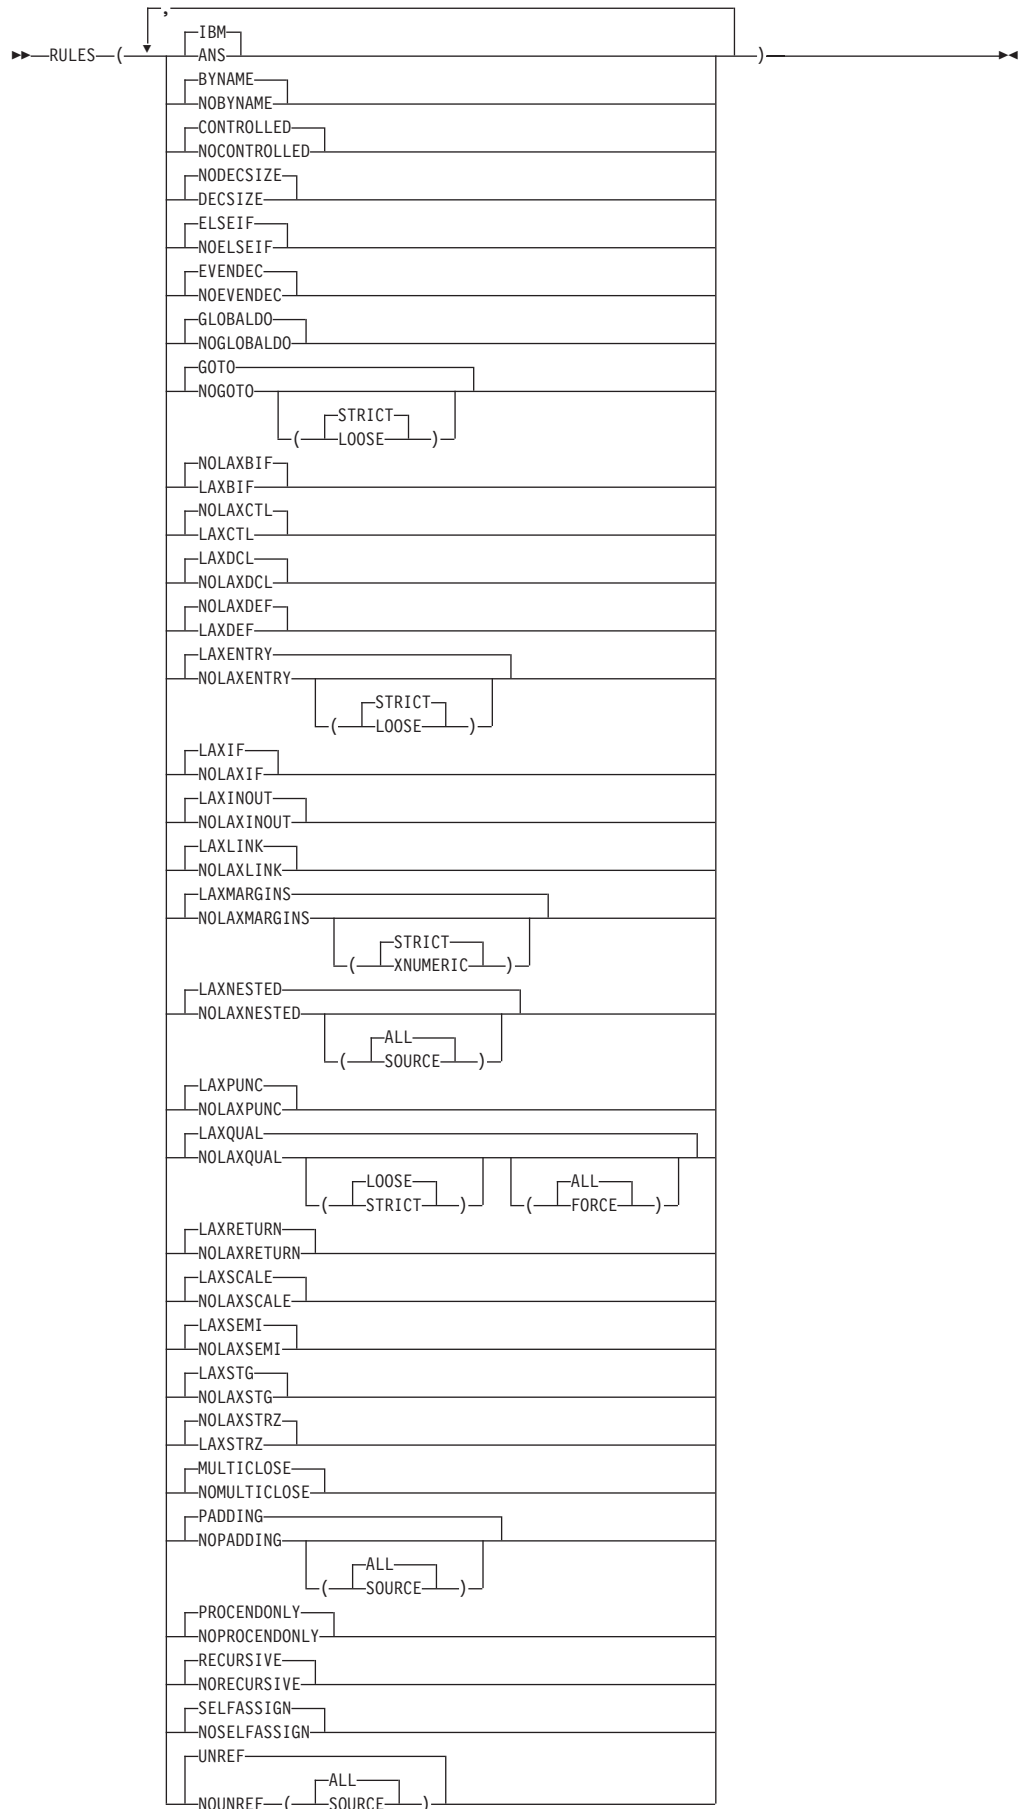 ,
IBM
RULES ( ANS )
BYNAME
NOBYNAME
CONTROLLED
NOCONTROLLED
NODECSIZE
DECSIZE
ELSEIF
NOELSEIF
EVENDEC
NOEVENDEC
GLOBALDO
NOGLOBALDO
GOTO
NOGOTO
STRICT
( LOOSE )
NOLAXBIF
LAXBIF
NOLAXCTL
LAXCTL
LAXDCL
NOLAXDCL
NOLAXDEF
LAXDEF
LAXENTRY
NOLAXENTRY
STRICT
( LOOSE )
LAXIF
NOLAXIF
LAXINOUT
NOLAXINOUT
LAXLINK
NOLAXLINK
LAXMARGINS
NOLAXMARGINS
STRICT
( XNUMERIC )
LAXNESTED
NOLAXNESTED
ALL
( SOURCE )
LAXPUNC
NOLAXPUNC
LAXQUAL
NOLAXQUAL
LOOSE ALL
( STRICT ) ( FORCE )
LAXRETURN
NOLAXRETURN
LAXSCALE
NOLAXSCALE
LAXSEMI
NOLAXSEMI
LAXSTG
NOLAXSTG
NOLAXSTRZ
LAXSTRZ
MULTICLOSE
NOMULTICLOSE
PADDING
NOPADDING
ALL
( SOURCE )
PROCENDONLY
NOPROCENDONLY
RECURSIVE
NORECURSIVE
SELFASSIGN
NOSELFASSIGN
UNREF
ALL
NOUNREF ( SOURCE )